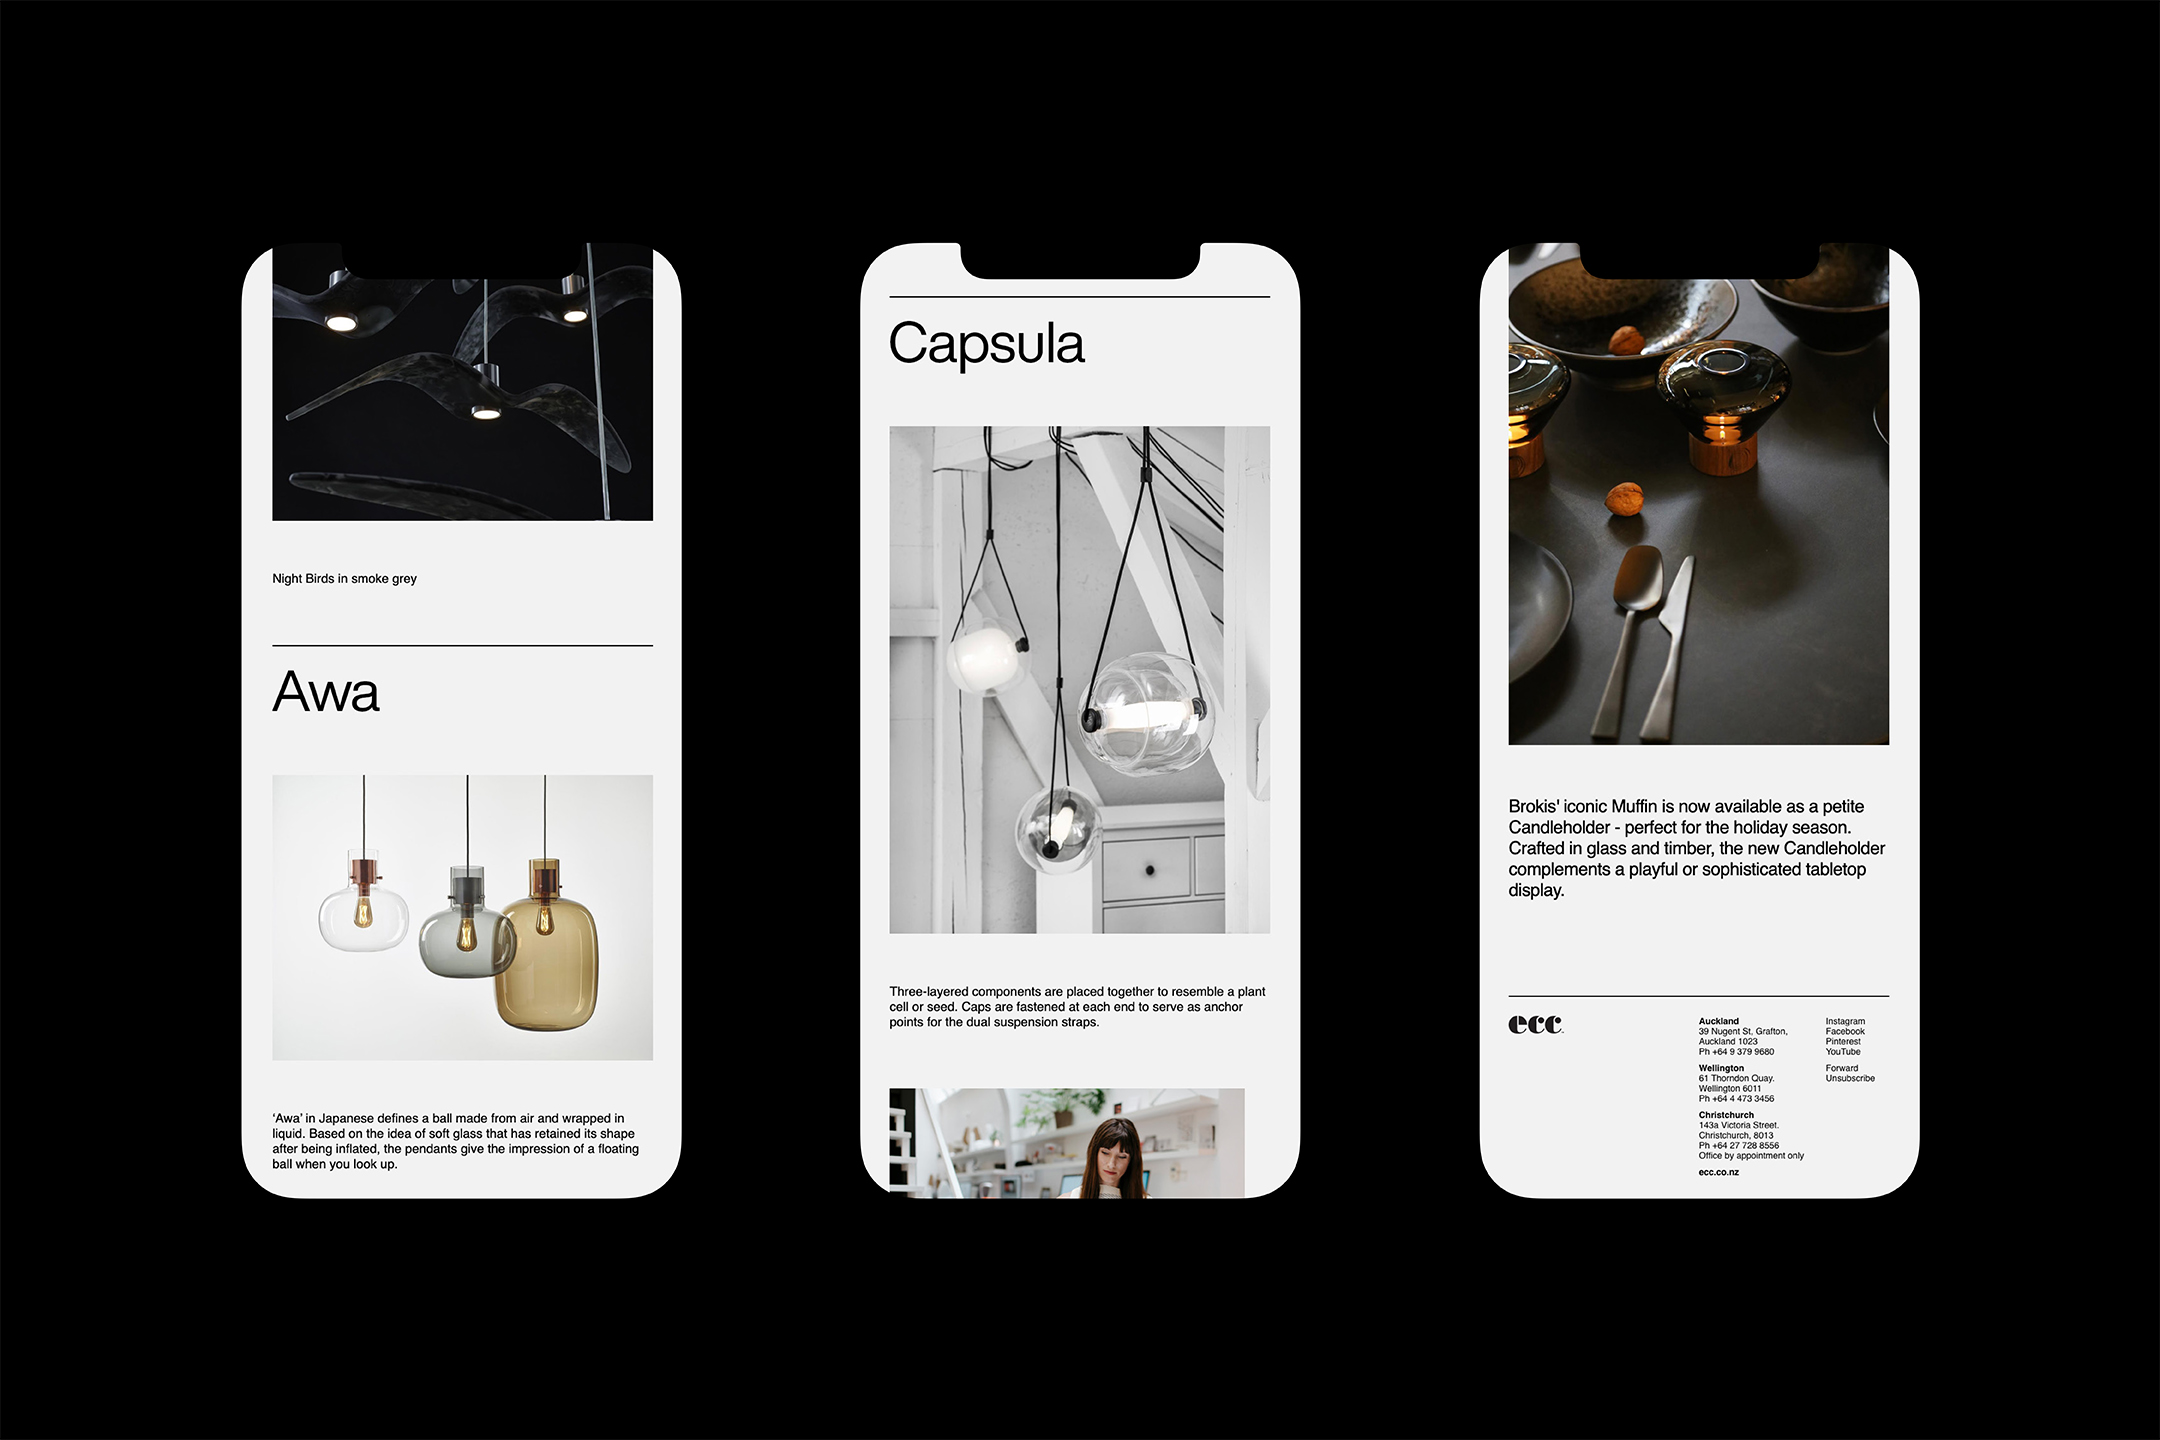 Night Birds in smoke grey
Awa
‘Awa’ in Japanese defines a ball made from air and wrapped in
liquid. Based on the idea of soft glass that has retained its shape
after being inflated, the pendants give the impression of a floating
ball when you look up.
Capsula
Three-layered components are placed together to resemble a plant
cell or seed. Caps are fastened at each end to serve as anchor
points for the dual suspension straps.
Brokis' iconic Muffin is now available as a petite
Candleholder - perfect for the holiday season.
Crafted in glass and timber, the new Candleholder
complements a playful or sophisticated tabletop
display.
ecc.
Auckland
39 Nugent St, Grafton,
Auckland 1023
Ph +64 9 379 9680
Wellington
61 Thorndon Quay.
Wellington 6011
Ph +64 4 473 3456
Christchurch
143a Victoria Street.
Christchurch, 8013
Ph +64 27 728 8556
Office by appointment only
ecc.co.nz
Instagram
Facebook
Pinterest
YouTube
Forward
Unsubscribe